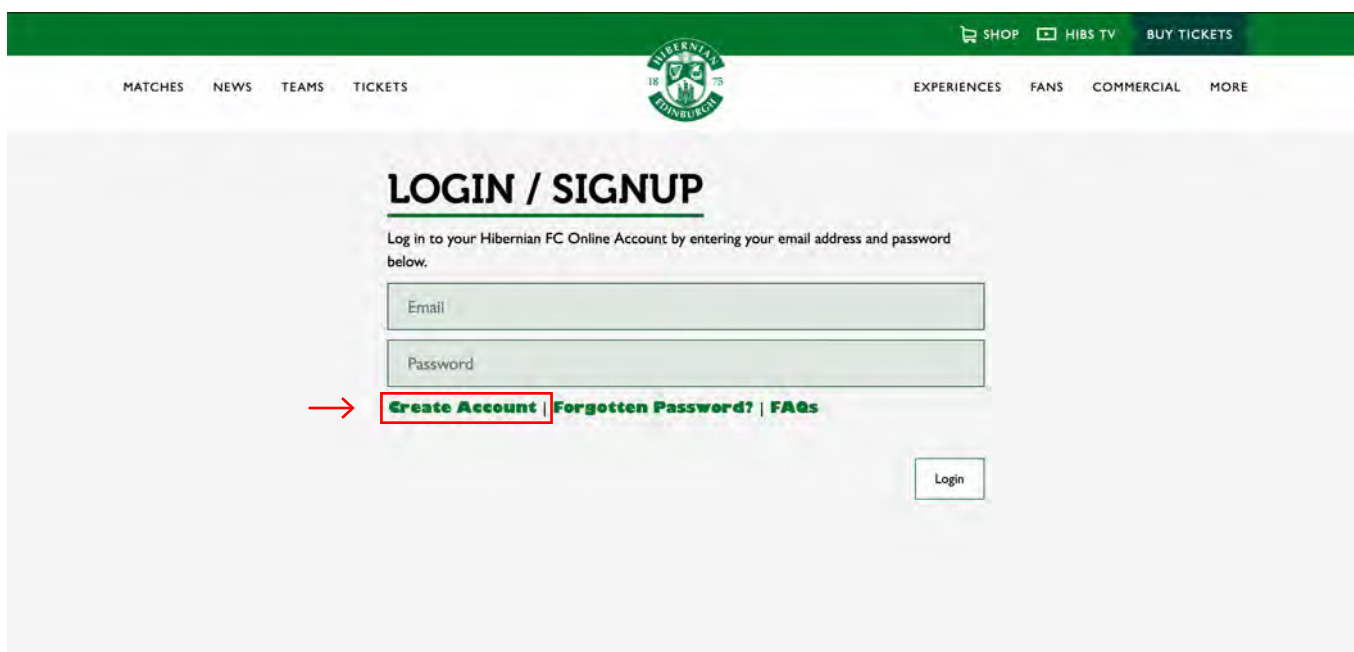 SHOP HIBS TV BUY TICKETS
HIBERNIAN
18 75
EDINBURGH
MATCHES NEWS TEAMS TICKETS
EXPERIENCES FANS COMMERCIAL MORE
LOGIN / SIGNUP
Log in to your Hibernian FC Online Account by entering your email address and password
below.
Email
Password
Create Account | Forgotten Password? | FAQs
Login